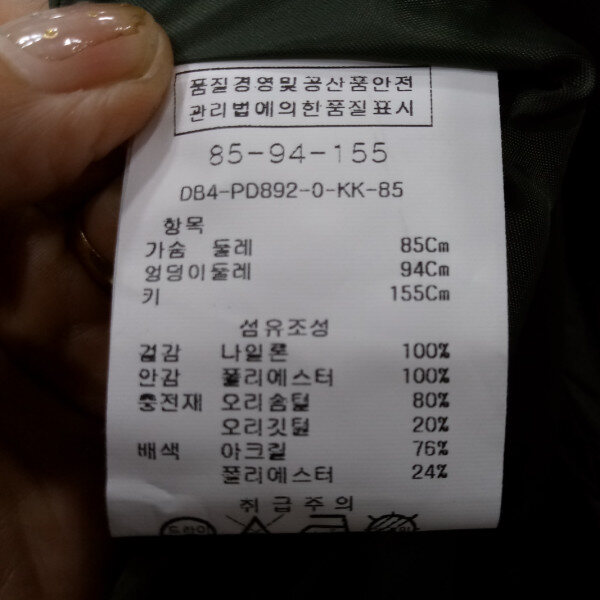 품질경영및공산품안전
관리법에의한품질표시
85-94-155
DB4-PD892-0-KK-85
항목
가슴 둘레 85Cm
엉덩이둘레 94Cm
키 155Cm
섬유조성
겉감 나일론 100%
안감 폴리에스터 100%
충전재 오리솜털 80%
오리깃털 20%
배색 아크릴 76%
폴리에스터 24%
취급주의
드라이